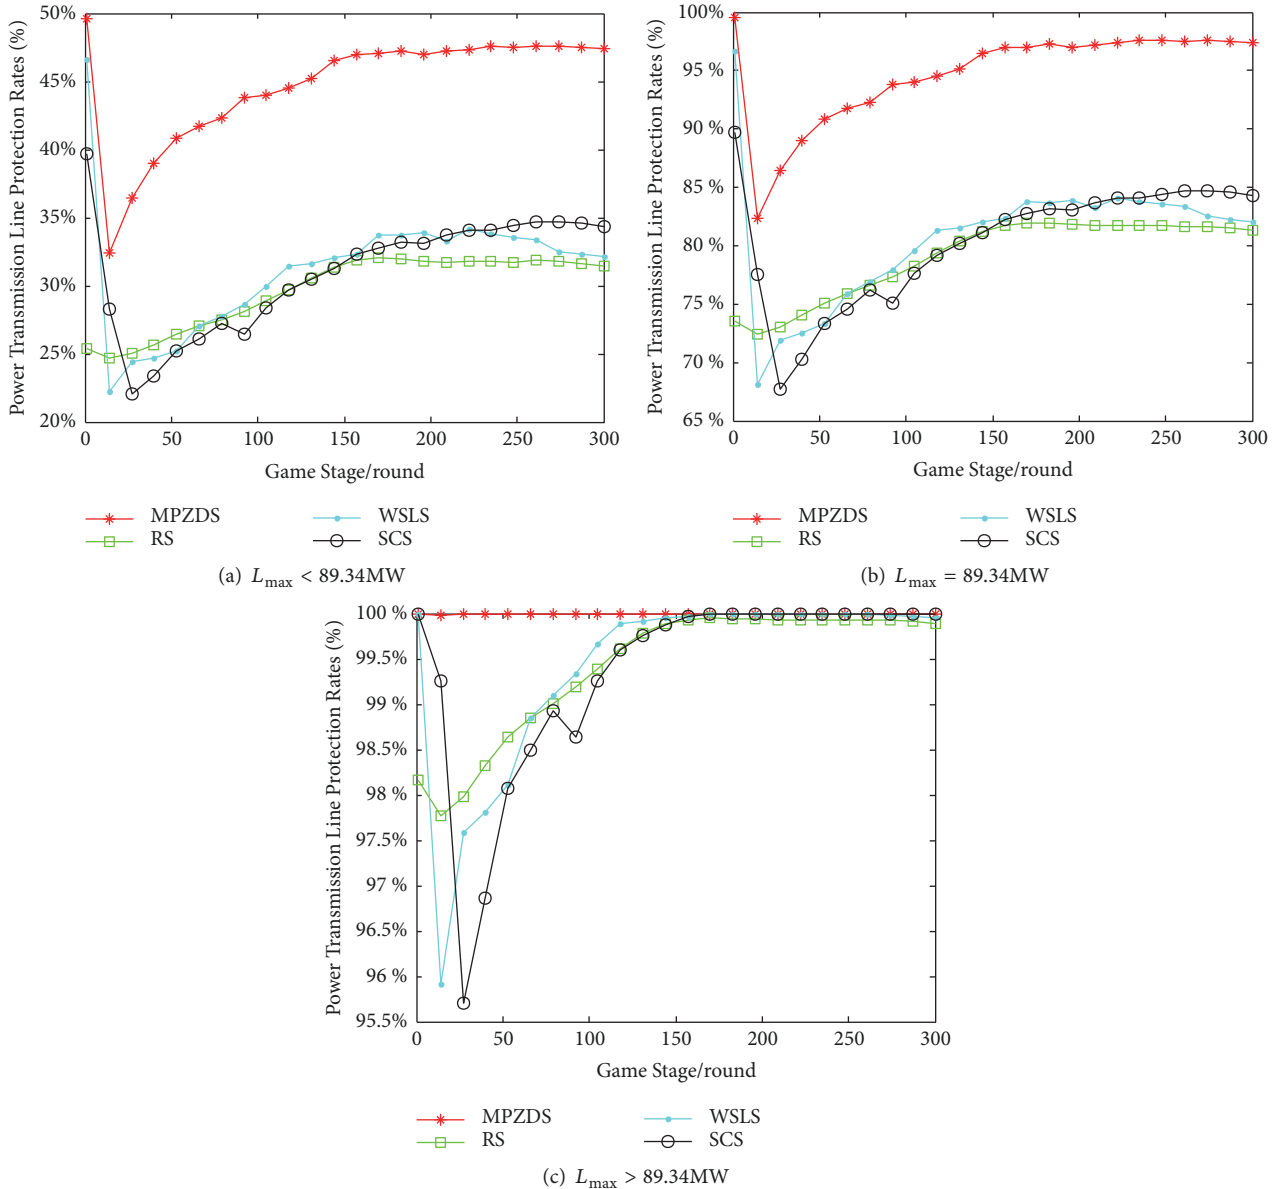 Power Transmission Line Protection Rates (%)
50%
45%
40%
35%
30%
25%
20%
0 50 100 150 200 250 300
Game Stage/round
MPZDS WSLS
RS SCS
(a) L_max < 89.34MW
Power Transmission Line Protection Rates (%)
100%
95%
90 %
85 %
80 %
75 %
70 %
65 %
0 50 100 150 200 250 300
Game Stage/round
MPZDS WSLS
RS SCS
(b) L_max = 89.34MW
Power Transmission Line Protection Rates (%)
100 %
99.5%
99 %
98.5%
98 %
97.5%
97 %
96.5%
96 %
95.5%
0 50 100 150 200 250 300
Game Stage/round
MPZDS WSLS
RS SCS
(c) L_max > 89.34MW